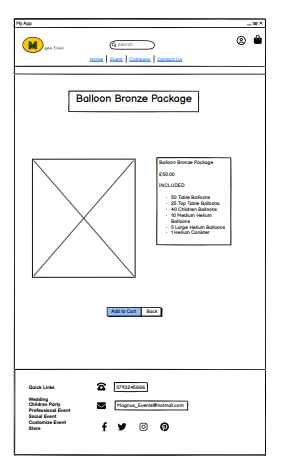 My App
M
Magnus Events
search
Home | Event | Company | Contact Us
Balloon Bronze Package
Balloon Bronze Package
£50.00
INCLUDED
50 Table Balloons
25 Top Table Balloons
40 Children Balloons
10 Medium Helium
Balloons
5 Large Helium Balloons
1 Helium Canister
Add to Cart
Back
Quick Links
0793245666
Wedding
Children Party
Professional Event
Social Event
Customize Event
Store
Magnus_Events@hotmail.com